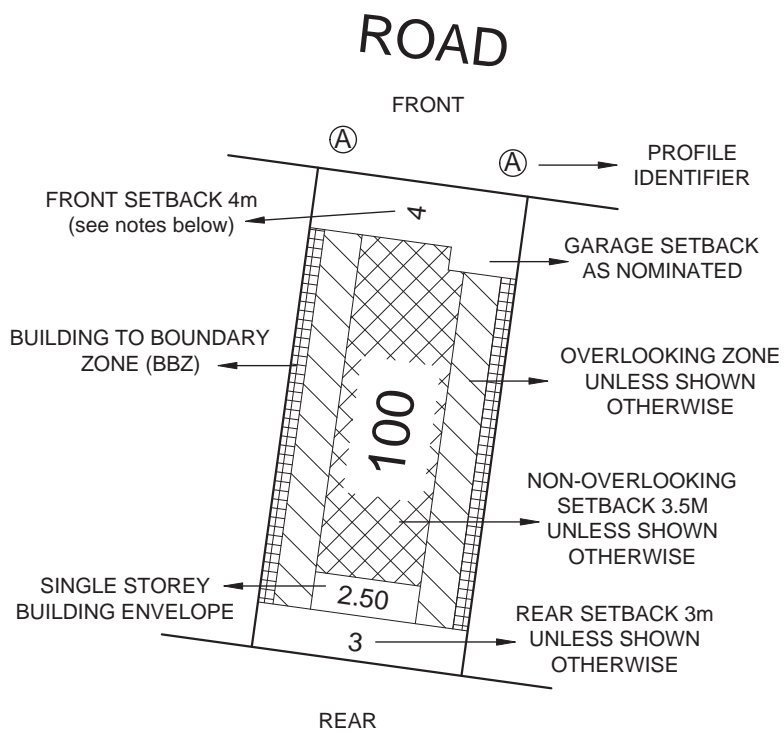 ROAD
FRONT
A
A
PROFILE
IDENTIFIER
FRONT SETBACK 4m
(see notes below)
4
GARAGE SETBACK
AS NOMINATED
BUILDING TO BOUNDARY
ZONE (BBZ)
OVERLOOKING ZONE
UNLESS SHOWN
OTHERWISE
100
NON-OVERLOOKING
SETBACK 3.5M
UNLESS SHOWN
OTHERWISE
SINGLE STOREY
BUILDING ENVELOPE
2.50
REAR SETBACK 3m
UNLESS SHOWN
OTHERWISE
3
REAR